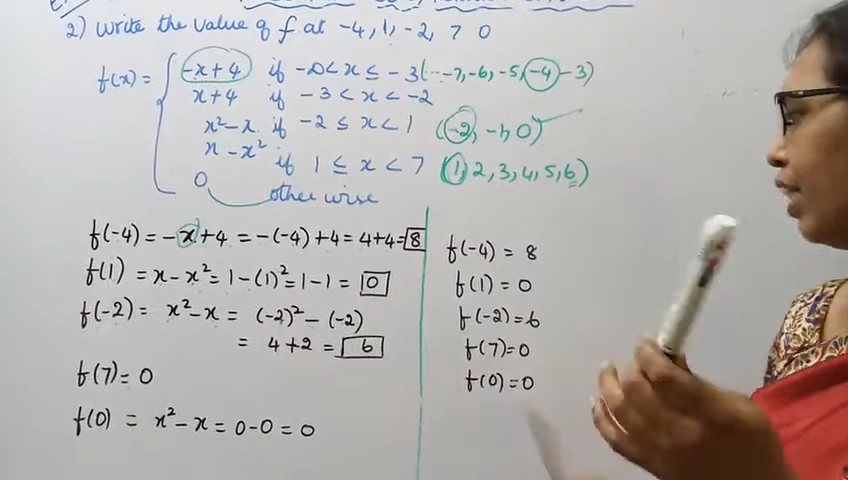 2) Write the value of f at -4, 1, -2, 7 0
f(x) = { -x+4 if -∞ < x ≤ -3 (... -7, -6, -5, -4 -3)
x+4 if -3 < x < -2
x²-x if -2 ≤ x < 1 (-2, -1, 0)
x-x² if 1 ≤ x < 7 (1, 2, 3, 4, 5, 6)
0 otherwise
f(-4) = -x+4 = -(-4)+4 = 4+4 = 8
f(1) = x-x² = 1-(1)² = 1-1 = 0
f(-2) = x²-x = (-2)² - (-2)
= 4+2 = 6
f(7) = 0
f(0) = x²-x = 0-0 = 0
f(-4) = 8
f(1) = 0
f(-2) = 6
f(7) = 0
f(0) = 0